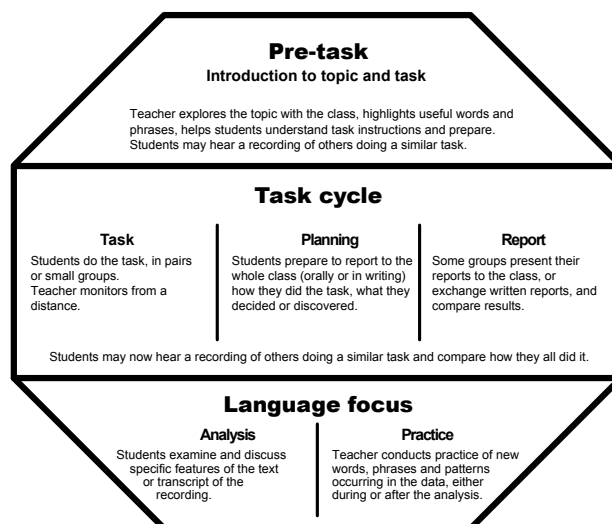 Pre-task
Introduction to topic and task
Teacher explores the topic with the class, highlights useful words and
phrases, helps students understand task instructions and prepare.
Students may hear a recording of others doing a similar task.
Task cycle
Task
Students do the task, in pairs
or small groups.
Teacher monitors from a
distance.
Planning
Students prepare to report to the
whole class (orally or in writing)
how they did the task, what they
decided or discovered.
Report
Some groups present their
reports to the class, or
exchange written reports, and
compare results.
Students may now hear a recording of others doing a similar task and compare how they all did it.
Language focus
Analysis
Students examine and discuss
specific features of the text
or transcript of the
recording.
Practice
Teacher conducts practice of new
words, phrases and patterns
occurring in the data, either
during or after the analysis.